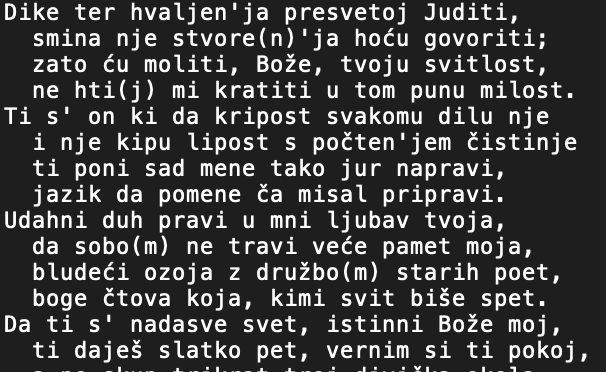 Dike ter hvaljen'ja presvetoj Juditi,
smina nje stvore(n)'ja hoću govoriti;
zato ću moliti, Bože, tvoju svitlost,
ne hti(j) mi kratiti u tom punu milost.
Ti s' on ki da kripost svakomu dilu nje
i nje kipu lipost s počten'jem čistinje
ti poni sad mene tako jur napravi,
jazik da pomene ča misal pripravi.
Udahni duh pravi u mni ljubav tvoja,
da sobo(m) ne travi veće pamet moja,
bludeći ozoja z družbo(m) starih poet,
boge čtova koja, kimi svit biše spet.
Da ti s' nadasve svet, istinni Bože moj,
ti daješ slatko pet, vernim si ti pokoj,